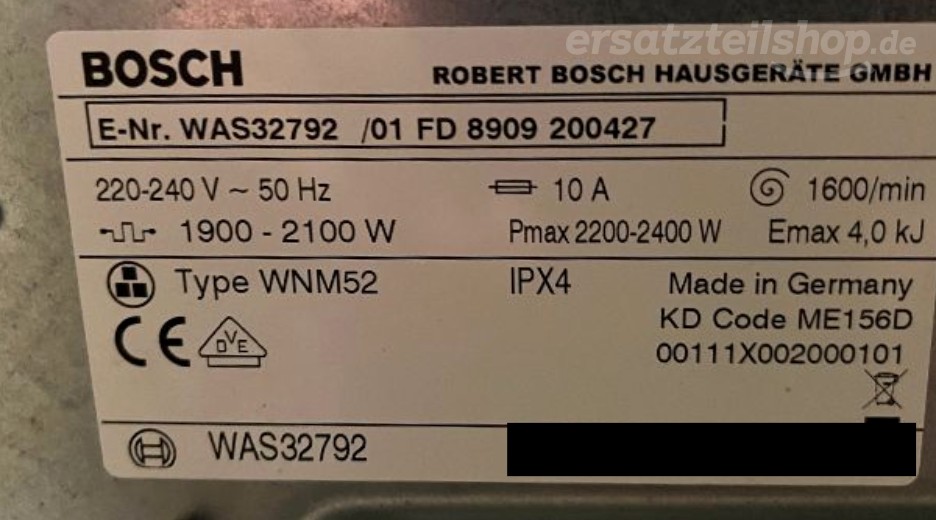 ersatzteilshop.de
BOSCH ROBERT BOSCH HAUSGERÄTE GMBH
E-Nr. WAS32792 /01 FD 8909 200427
220-240 V ~ 50 Hz 10 A 1600/min
1900 - 2100 W Pmax 2200-2400 W Emax 4,0 kJ
Type WNM52 IPX4 Made in Germany
KD Code ME156D
CE DVE 00111X002000101
WAS32792